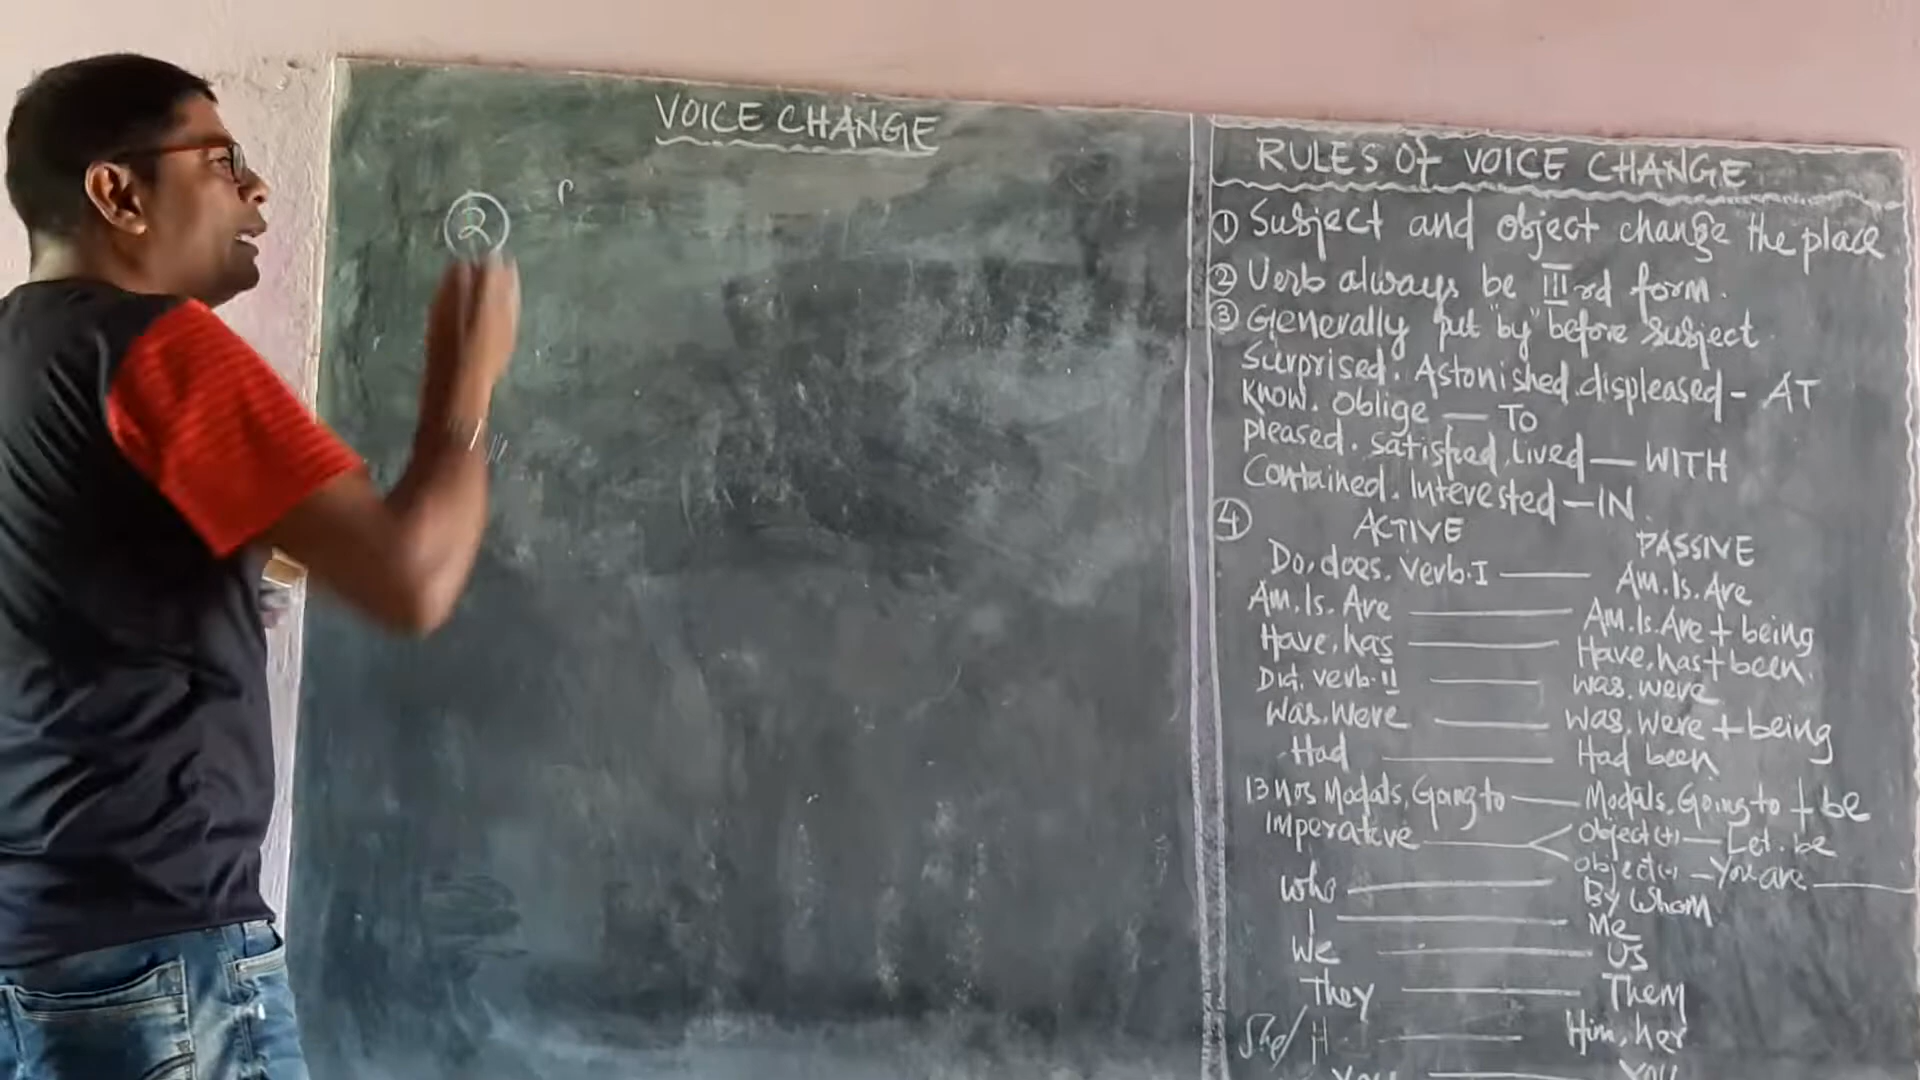 VOICE CHANGE
②
RULES Of VOICE CHANGE
① Subject and object change the place
② Verb always be IIIrd form.
③ Generally put "by" before subject.
Surprised. Astonished. displeased - AT
Know. Oblige — TO
pleased. satisfied. Lived — WITH
Contained. Interested — IN
④ ACTIVE PASSIVE
Do, does. Verb. I —— Am. Is. Are
Am. Is. Are —— Am. Is. Are + being
Have, has —— Have, has + been.
Did. verb. II —— was. were
Was. Were —— Was. were + being
Had —— Had been
13 nos Modals. Going to —— Modals. Going to + be
Imperative —— Object (+) — Let. be
Object (-) — You are ——
Who —— By Whom
I —— Me
We —— US
They —— Them
She/ H —— Him, her
You —— You